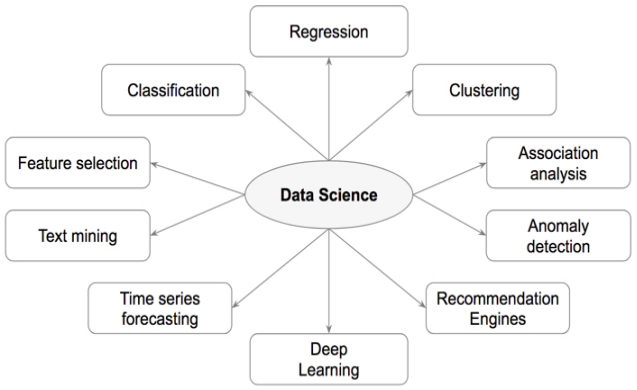 Regression
Classification
Clustering
Feature selection
Association
analysis
Data Science
Text mining
Anomaly
detection
Time series
forecasting
Recommendation
Engines
Deep
Learning